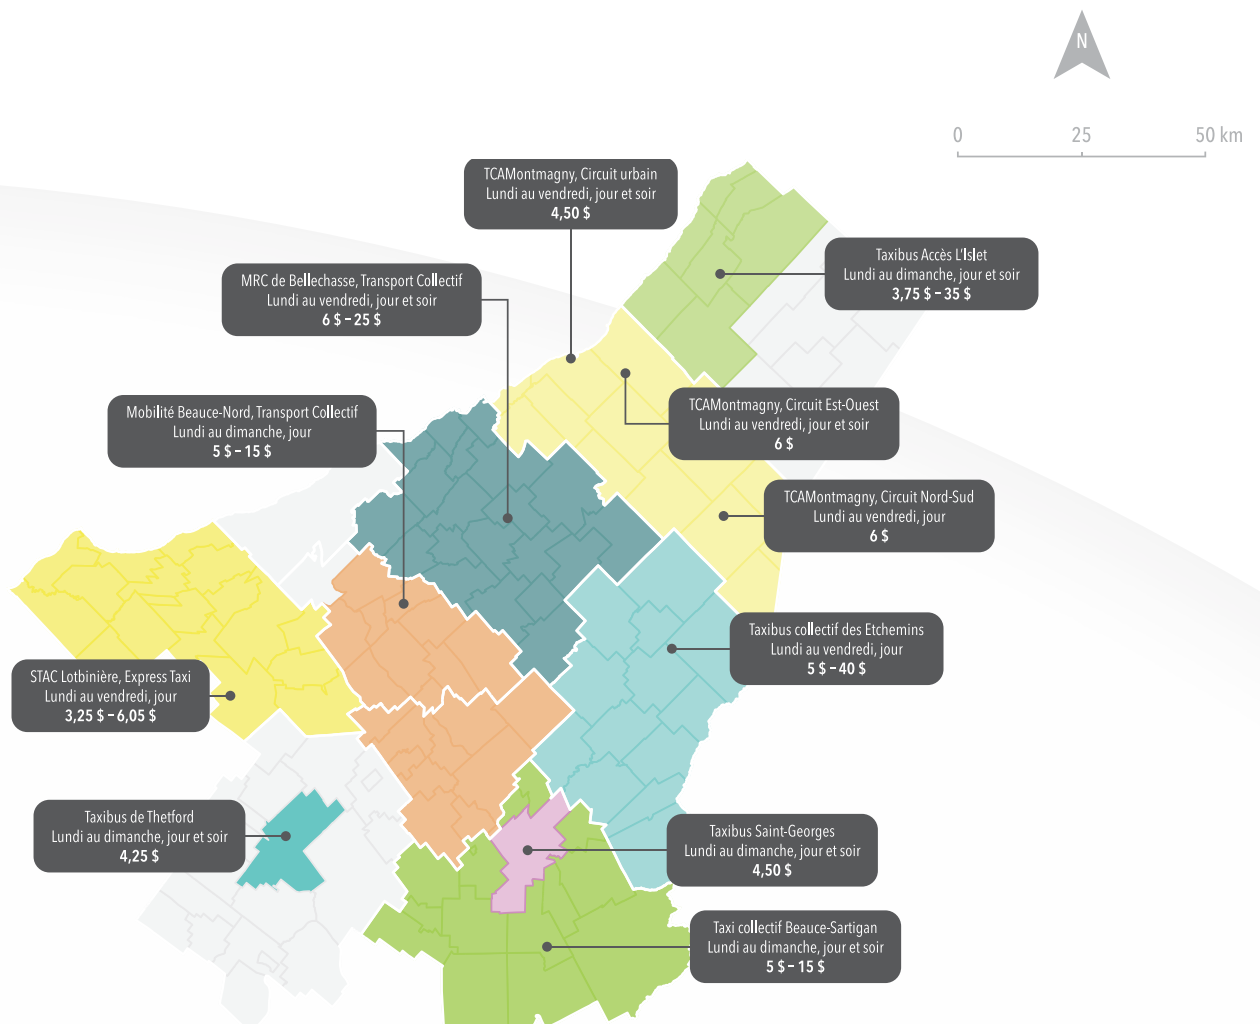 N
0 25 50 km
TCAMontmagny, Circuit urbain
Lundi au vendredi, jour et soir
4,50 $
Taxibus Accès L'Islet
Lundi au dimanche, jour et soir
3,75 $ – 35 $
MRC de Bellechasse, Transport Collectif
Lundi au vendredi, jour et soir
6 $ – 25 $
TCAMontmagny, Circuit Est-Ouest
Lundi au vendredi, jour et soir
6 $
Mobilité Beauce-Nord, Transport Collectif
Lundi au dimanche, jour
5 $ – 15 $
TCAMontmagny, Circuit Nord-Sud
Lundi au vendredi, jour
6 $
Taxibus collectif des Etchemins
Lundi au vendredi, jour
5 $ – 40 $
STAC Lotbinière, Express Taxi
Lundi au vendredi, jour
3,25 $ – 6,05 $
Taxibus de Thetford
Lundi au dimanche, jour et soir
4,25 $
Taxibus Saint-Georges
Lundi au dimanche, jour et soir
4,50 $
Taxi collectif Beauce-Sartigan
Lundi au dimanche, jour et soir
5 $ – 15 $